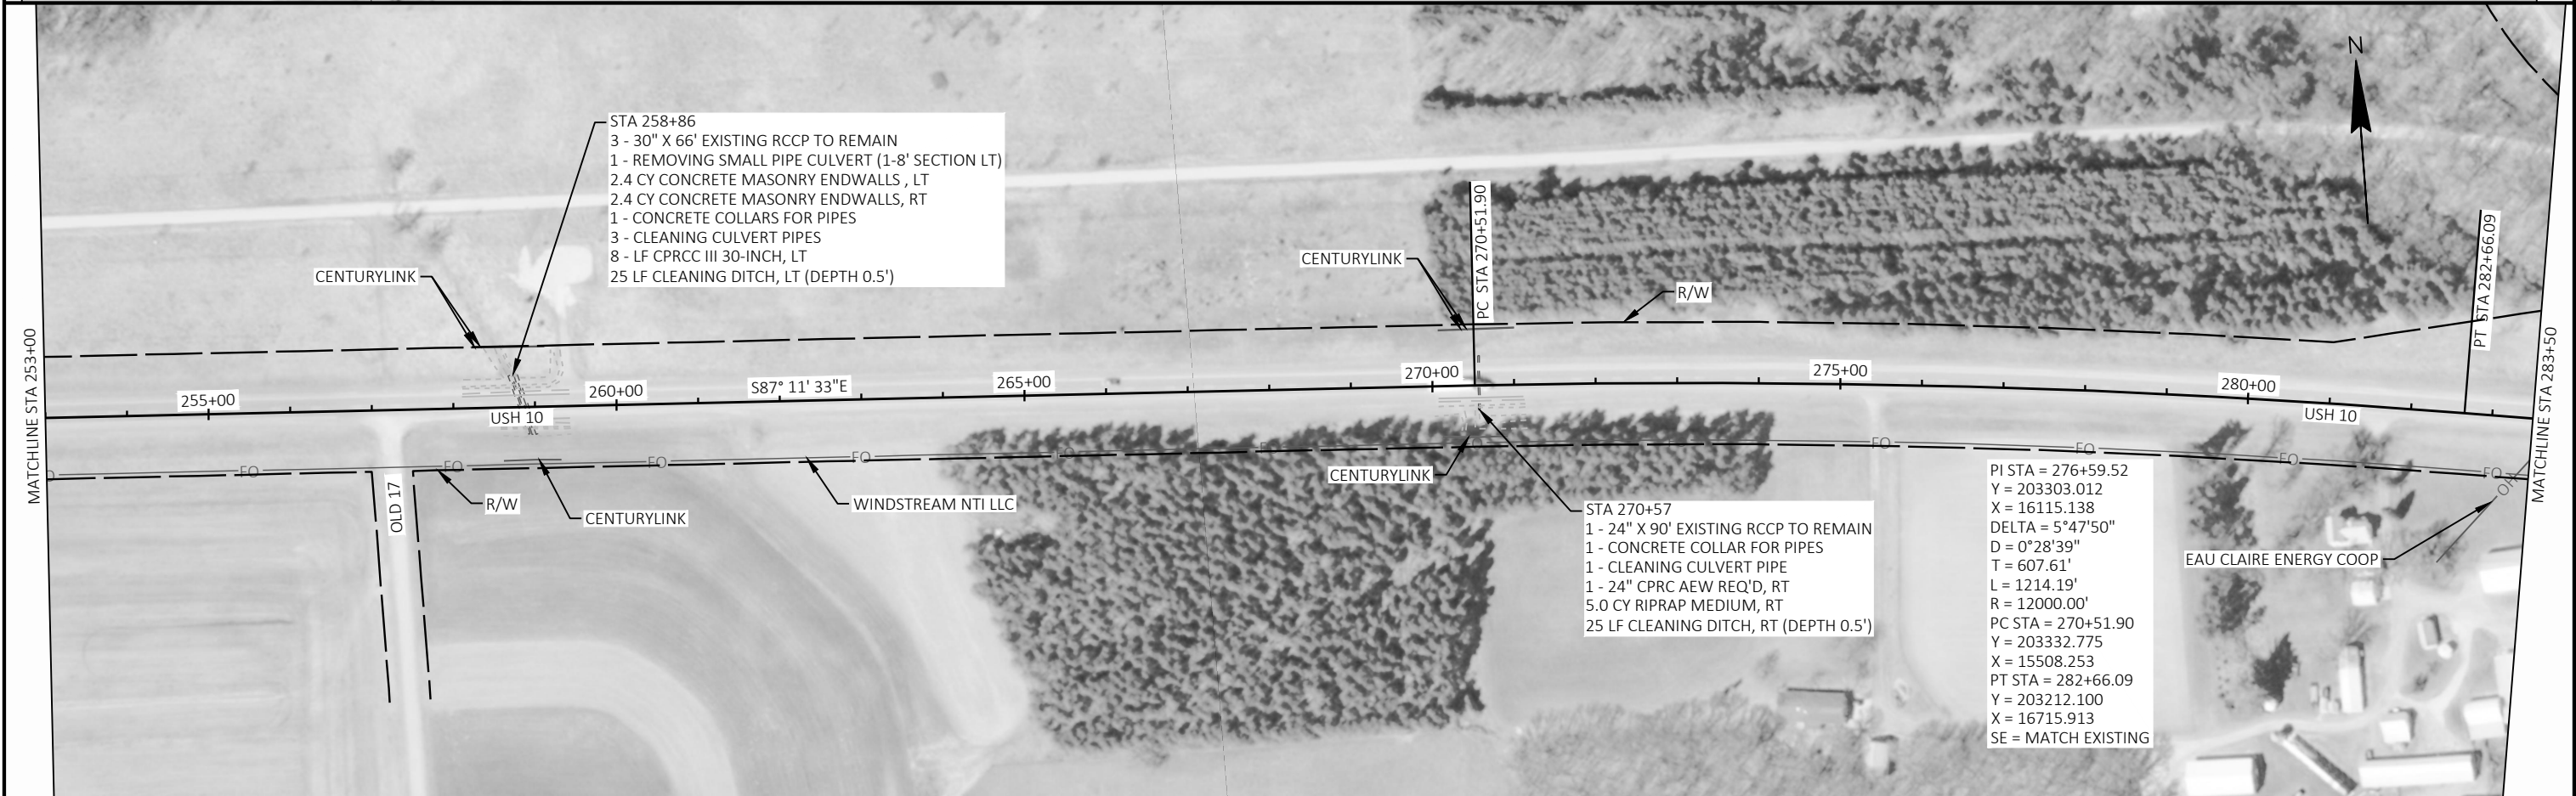 N
STA 258+86
3 - 30" X 66' EXISTING RCCP TO REMAIN
1 - REMOVING SMALL PIPE CULVERT (1-8' SECTION LT)
2.4 CY CONCRETE MASONRY ENDWALLS , LT
2.4 CY CONCRETE MASONRY ENDWALLS, RT
1 - CONCRETE COLLARS FOR PIPES
3 - CLEANING CULVERT PIPES
8 - LF CPRCC III 30-INCH, LT
25 LF CLEANING DITCH, LT (DEPTH 0.5')
CENTURYLINK
CENTURYLINK
PC STA 270+51.90
R/W
PT STA 282+66.09
MATCHLINE STA 253+00
255+00
260+00
S87° 11' 33"E
265+00
270+00
275+00
280+00
USH 10
USH 10
MATCHLINE STA 283+50
FO
FO
FO
FO
FO
FO
FO
FO
FO
FO
OLD 17
R/W
CENTURYLINK
WINDSTREAM NTI LLC
CENTURYLINK
STA 270+57
1 - 24" X 90' EXISTING RCCP TO REMAIN
1 - CONCRETE COLLAR FOR PIPES
1 - CLEANING CULVERT PIPE
1 - 24" CPRC AEW REQ'D, RT
5.0 CY RIPRAP MEDIUM, RT
25 LF CLEANING DITCH, RT (DEPTH 0.5')
PI STA = 276+59.52
Y = 203303.012
X = 16115.138
DELTA = 5°47'50"
D = 0°28'39"
T = 607.61'
L = 1214.19'
R = 12000.00'
PC STA = 270+51.90
Y = 203332.775
X = 15508.253
PT STA = 282+66.09
Y = 203212.100
X = 16715.913
SE = MATCH EXISTING
EAU CLAIRE ENERGY COOP
OH